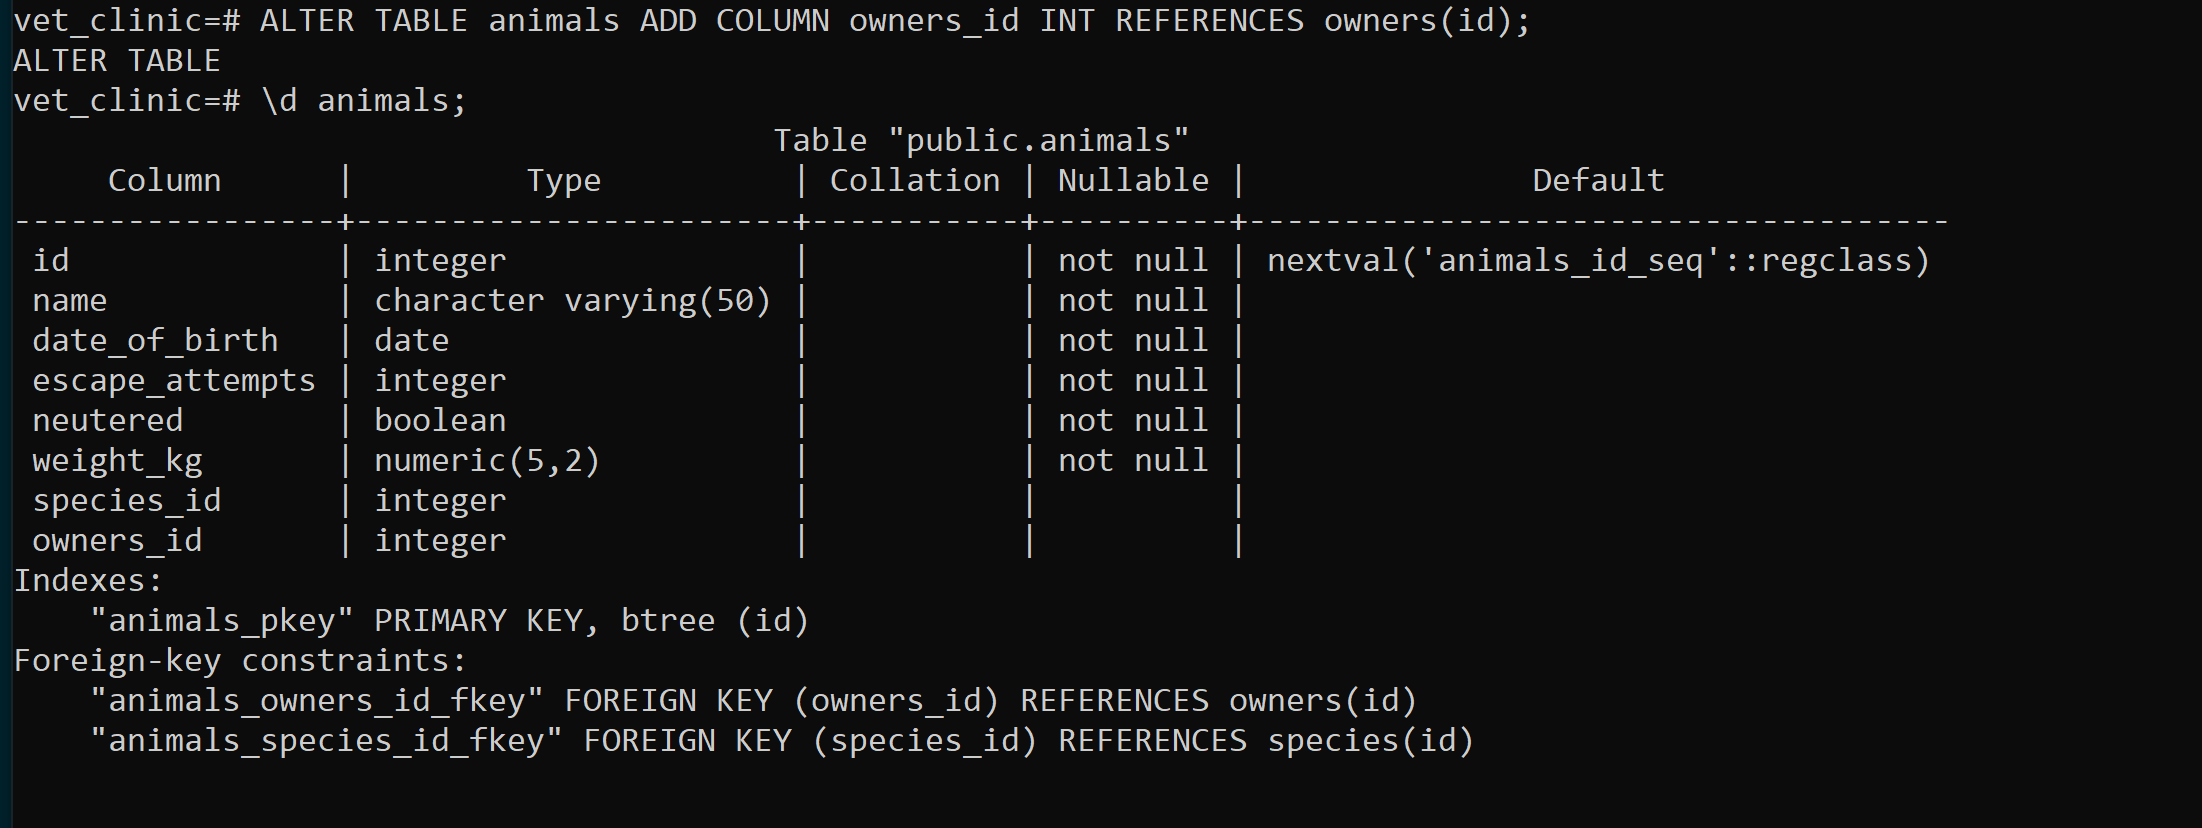 vet_clinic=# ALTER TABLE animals ADD COLUMN owners_id INT REFERENCES owners(id);
ALTER TABLE
vet_clinic=# \d animals;
                                        Table "public.animals"
     Column      |         Type          | Collation | Nullable |               Default
-----------------+-----------------------+-----------+----------+-------------------------------------
 id              | integer               |           | not null | nextval('animals_id_seq'::regclass)
 name            | character varying(50) |           | not null |
 date_of_birth   | date                  |           | not null |
 escape_attempts | integer               |           | not null |
 neutered        | boolean               |           | not null |
 weight_kg       | numeric(5,2)          |           | not null |
 species_id      | integer               |           |          |
 owners_id       | integer               |           |          |
Indexes:
    "animals_pkey" PRIMARY KEY, btree (id)
Foreign-key constraints:
    "animals_owners_id_fkey" FOREIGN KEY (owners_id) REFERENCES owners(id)
    "animals_species_id_fkey" FOREIGN KEY (species_id) REFERENCES species(id)